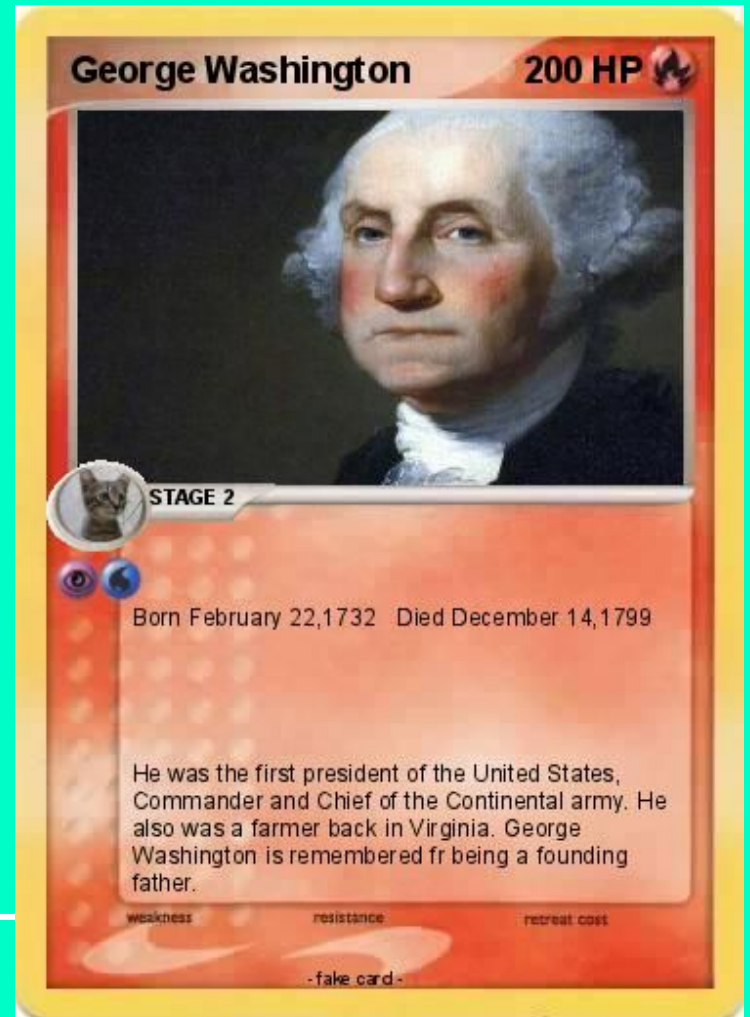 George Washington 200 HP
STAGE 2
Born February 22,1732 Died December 14,1799
He was the first president of the United States,
Commander and Chief of the Continental army. He
also was a farmer back in Virginia. George
Washington is remembered fr being a founding
father.
weakness resistance retreat cost
- fake card -